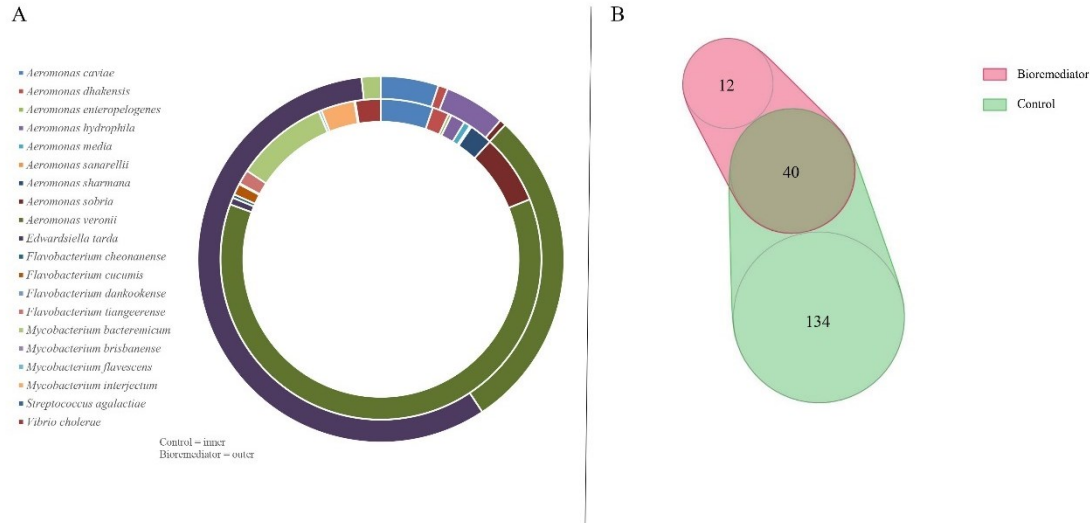 A
Aeromonas caviae
Aeromonas dhakensis
Aeromonas enteropelogenes
Aeromonas hydrophila
Aeromonas media
Aeromonas sanarellii
Aeromonas sharmana
Aeromonas sobria
Aeromonas veronii
Edwardsiella tarda
Flavobacterium cheonanense
Flavobacterium cucumis
Flavobacterium dankookense
Flavobacterium tiangeerense
Mycobacterium bacteremicum
Mycobacterium brisbanense
Mycobacterium flavescens
Mycobacterium interjectum
Streptococcus agalactiae
Vibrio cholerae
Control = inner
Bioremediator = outer
B
12
40
134
Bioremediator
Control